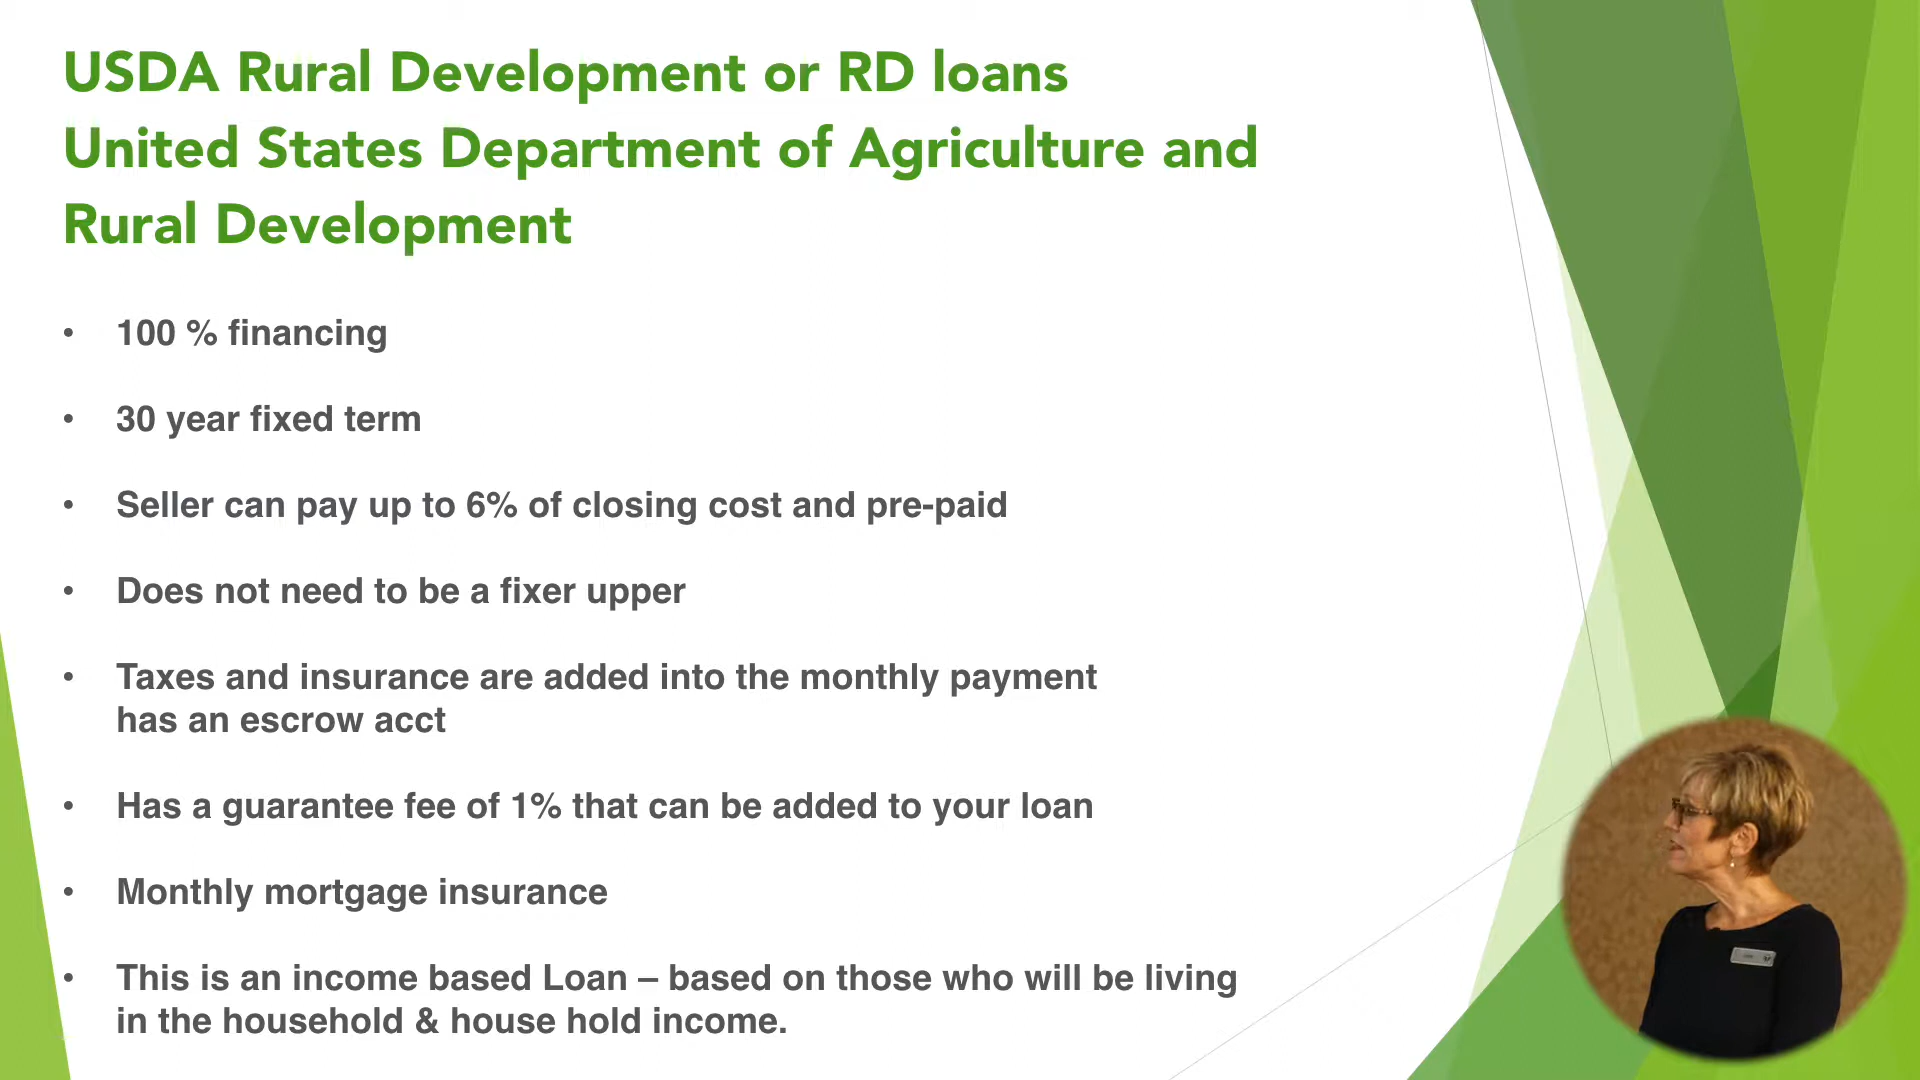 USDA Rural Development or RD loans
United States Department of Agriculture and
Rural Development
• 100 % financing
• 30 year fixed term
• Seller can pay up to 6% of closing cost and pre-paid
• Does not need to be a fixer upper
• Taxes and insurance are added into the monthly payment
has an escrow acct
• Has a guarantee fee of 1% that can be added to your loan
• Monthly mortgage insurance
• This is an income based Loan – based on those who will be living
in the household & house hold income.